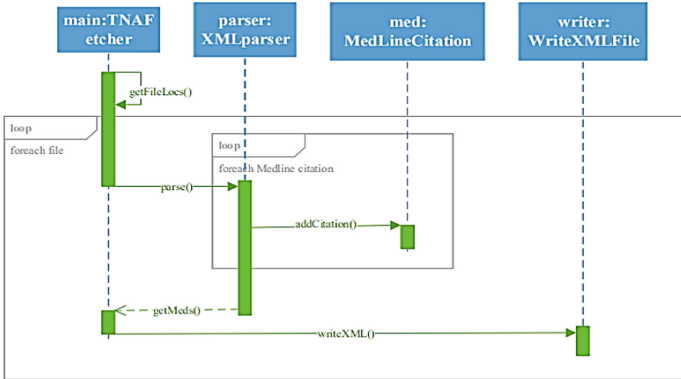 main:TNAF
etcher
parser:
XMLparser
med:
MedLineCitation
writer:
WriteXMLFile
getFileLocs()
loop
foreach file
loop
foreach Medline citation
parse()
addCitation()
getMeds()
writeXML()